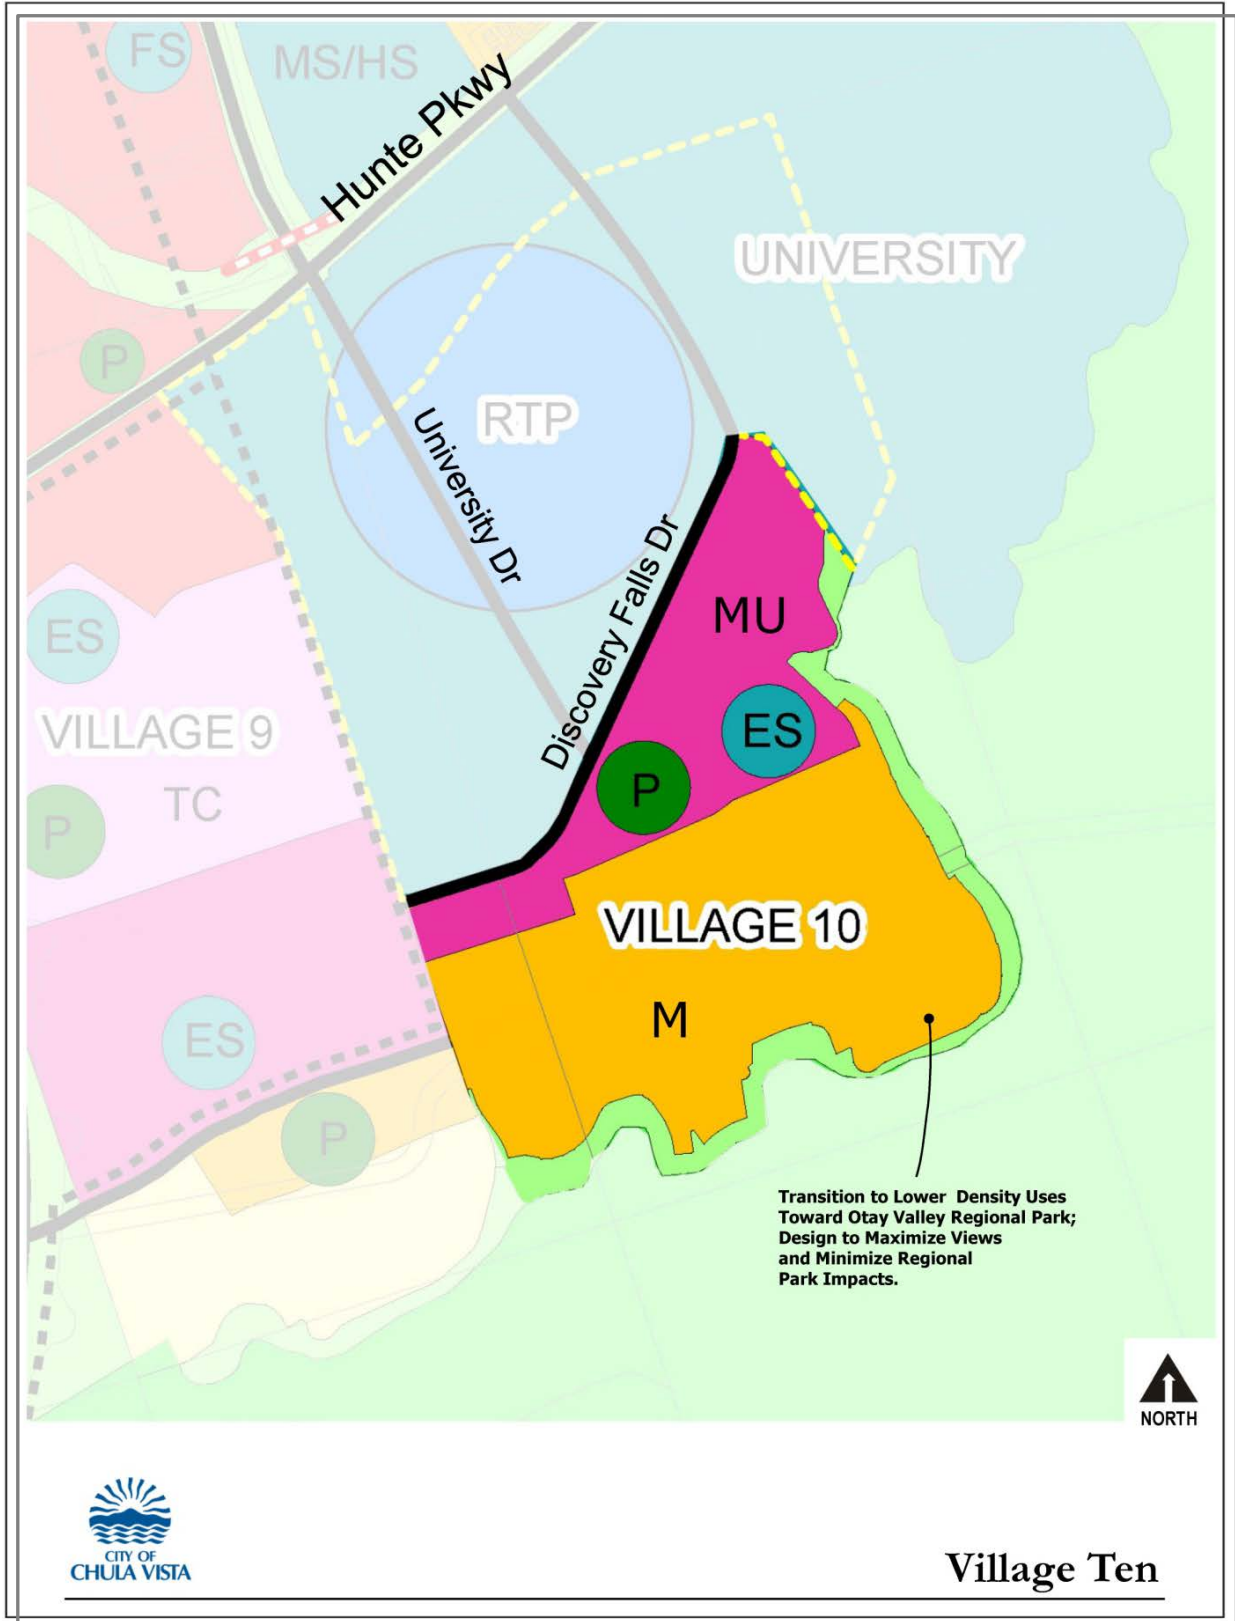 FS
MS/HS
Hunte Pkwy
UNIVERSITY
P
RTP
University Dr
Discovery Falls Dr
MU
ES
ES
VILLAGE 9
TC
P
P
VILLAGE 10
M
ES
P
Transition to Lower Density Uses
Toward Otay Valley Regional Park;
Design to Maximize Views
and Minimize Regional
Park Impacts.
NORTH
CITY OF
CHULA VISTA
Village Ten